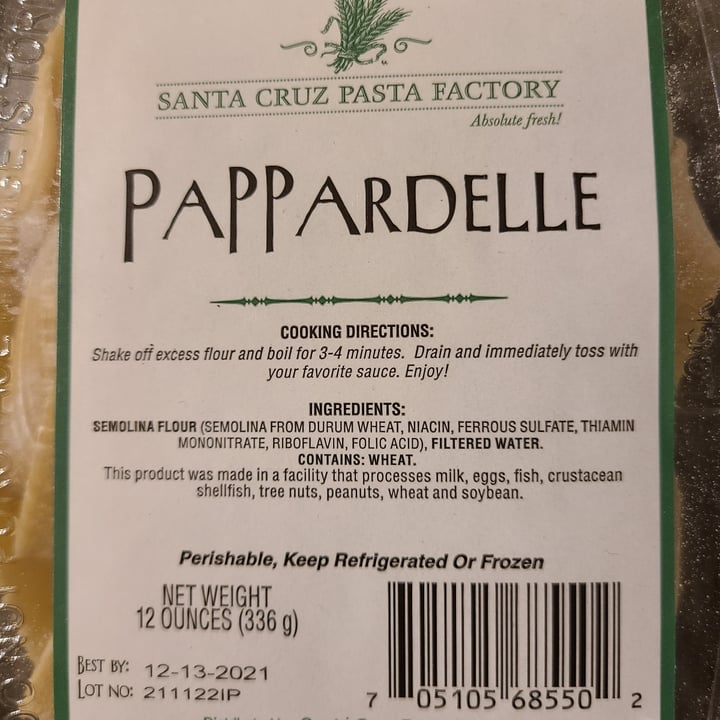 SANTA CRUZ PASTA FACTORY
Absolute fresh!
PAPPARDELLE
COOKING DIRECTIONS:
Shake off excess flour and boil for 3-4 minutes. Drain and immediately toss with
your favorite sauce. Enjoy!
INGREDIENTS:
SEMOLINA FLOUR (SEMOLINA FROM DURUM WHEAT, NIACIN, FERROUS SULFATE, THIAMIN
MONONITRATE, RIBOFLAVIN, FOLIC ACID), FILTERED WATER.
CONTAINS: WHEAT.
This product was made in a facility that processes milk, eggs, fish, crustacean
shellfish, tree nuts, peanuts, wheat and soybean.
Perishable, Keep Refrigerated Or Frozen
NET WEIGHT
12 OUNCES (336 g)
BEST BY: 12-13-2021
LOT NO: 211122IP
7 05105 68550 2